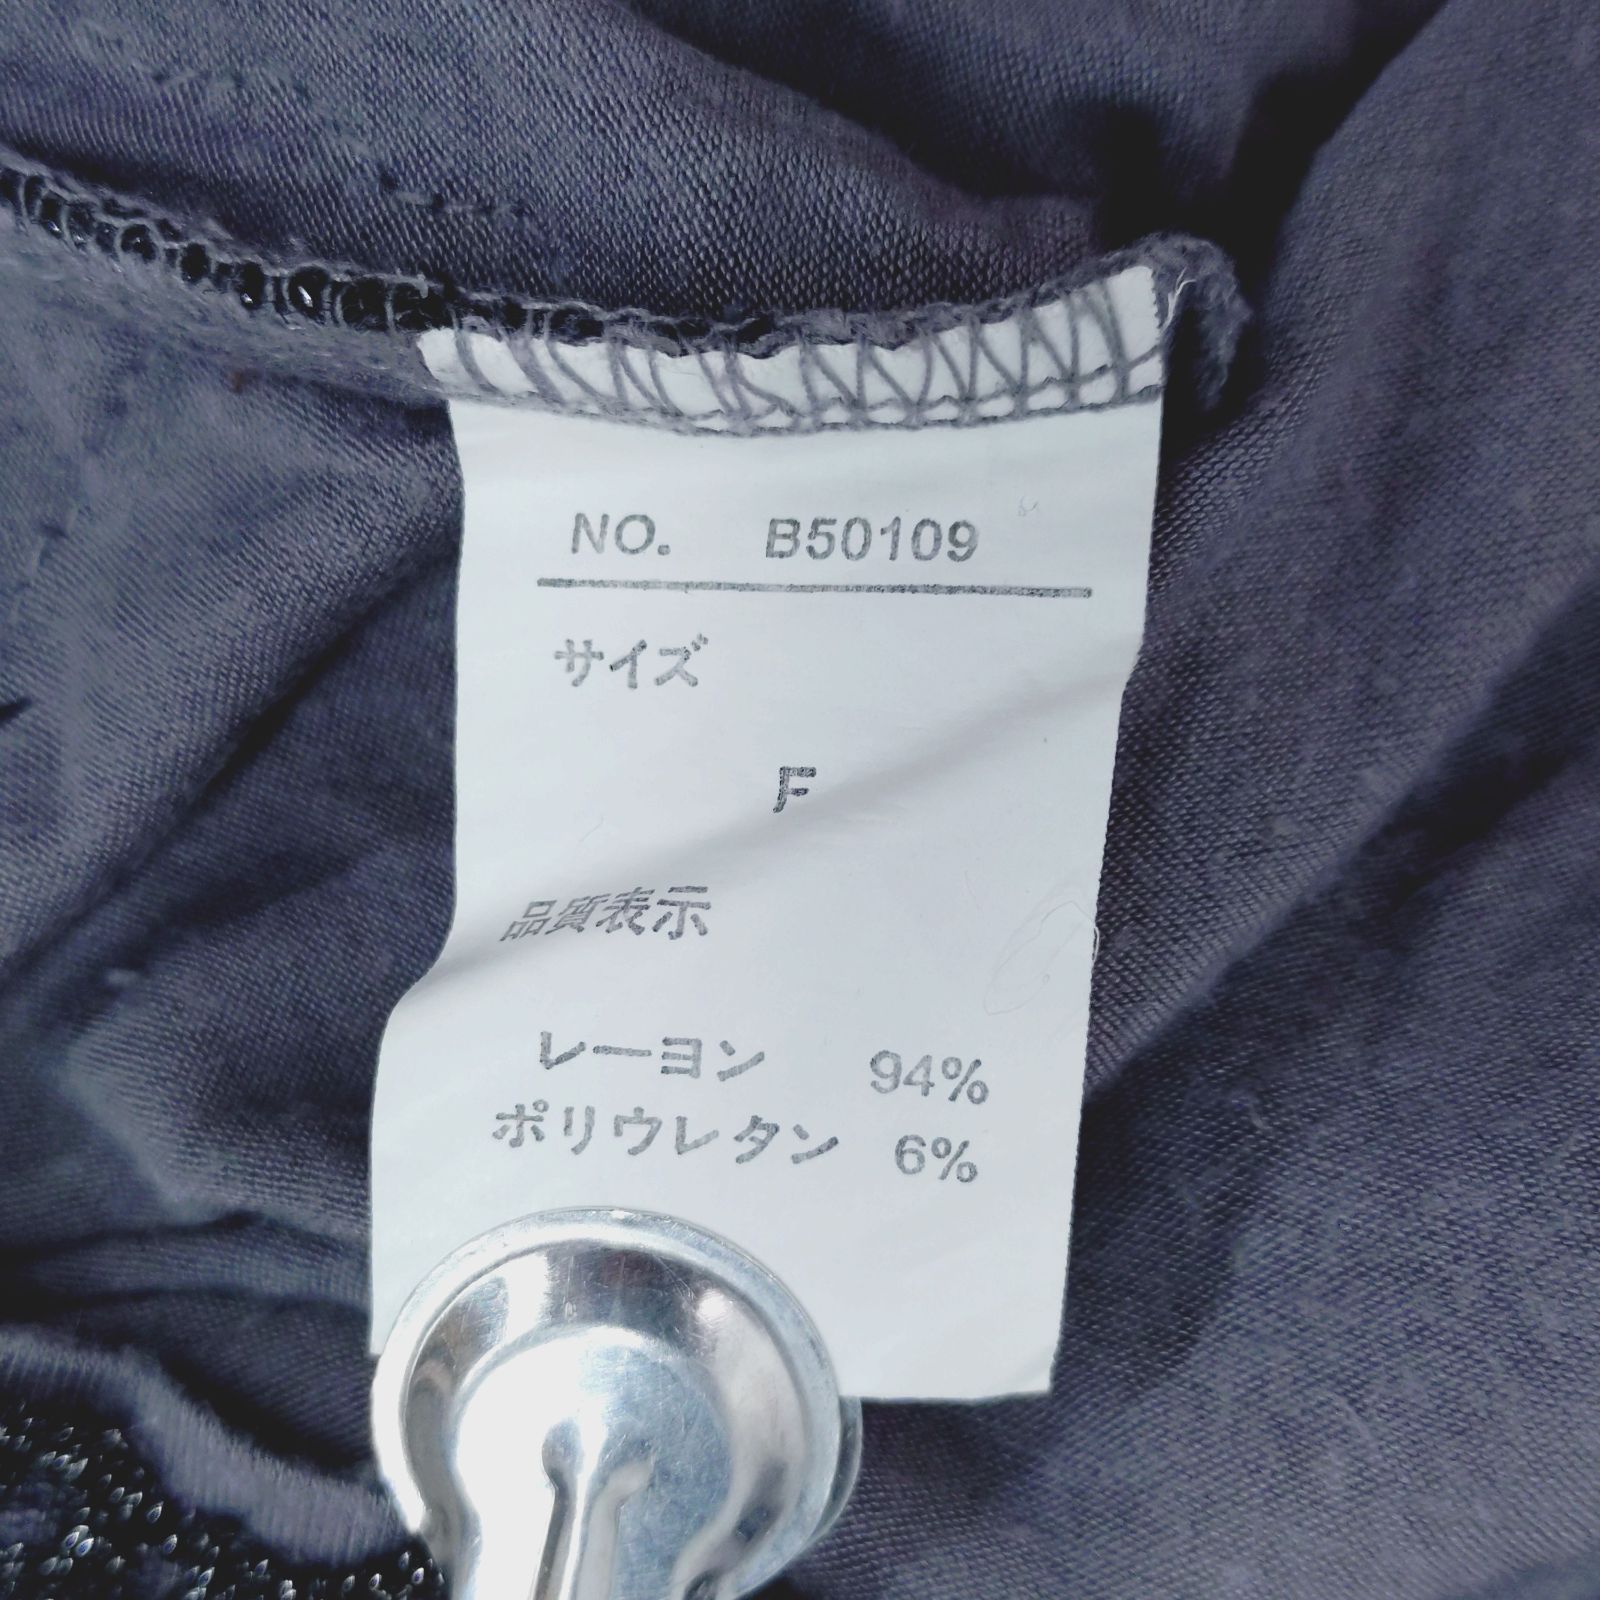 NO. B50109
サイズ
F
品質表示
レーヨン 94%
ポリウレタン 6%